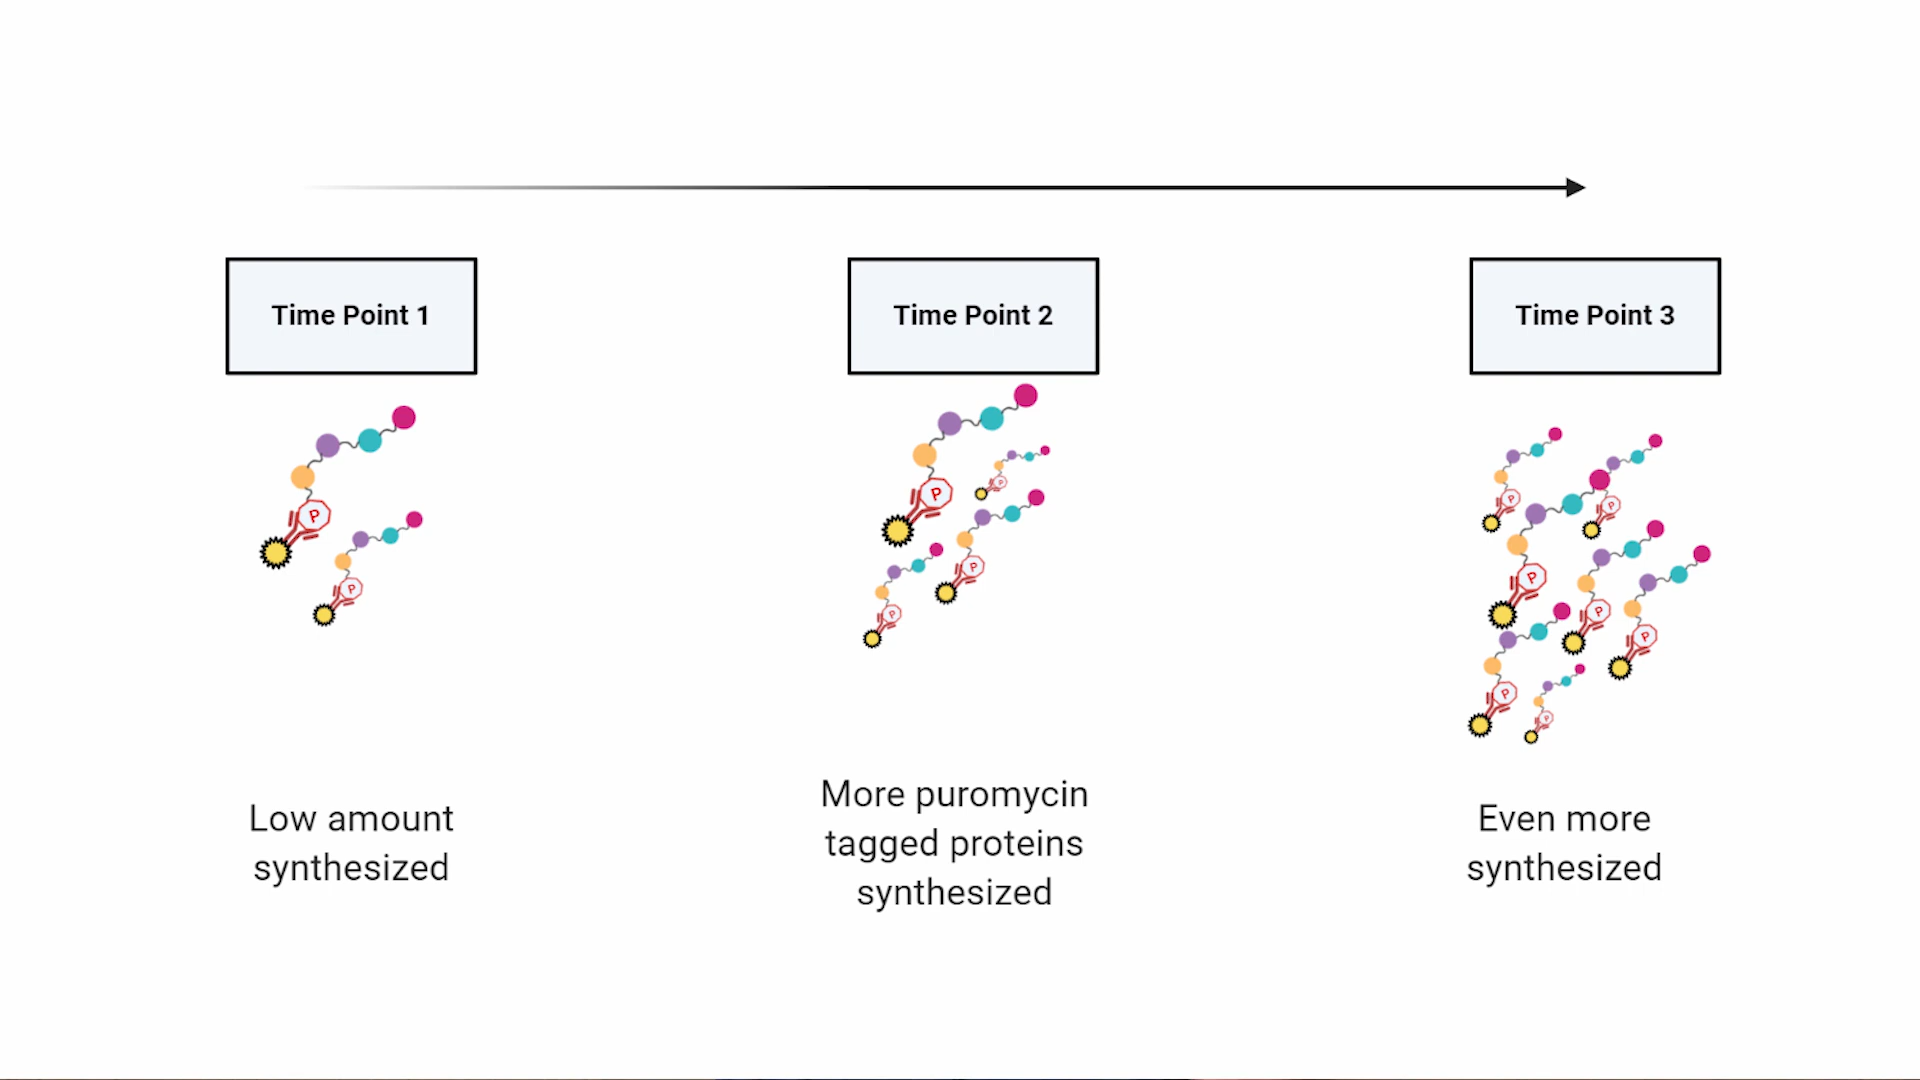 Time Point 1
Time Point 2
Time Point 3
P
P
P
P
P
P
P
P
P
P
P
P
P
Low amount
synthesized
More puromycin
tagged proteins
synthesized
Even more
synthesized